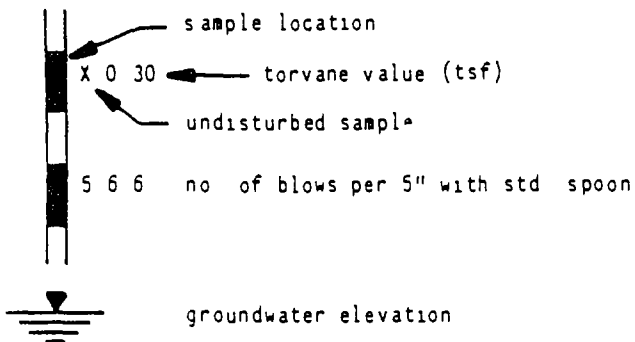 sample location
X 0 30 torvane value (tsf)
undisturbed sample
5 6 6 no of blows per 5" with std spoon
groundwater elevation